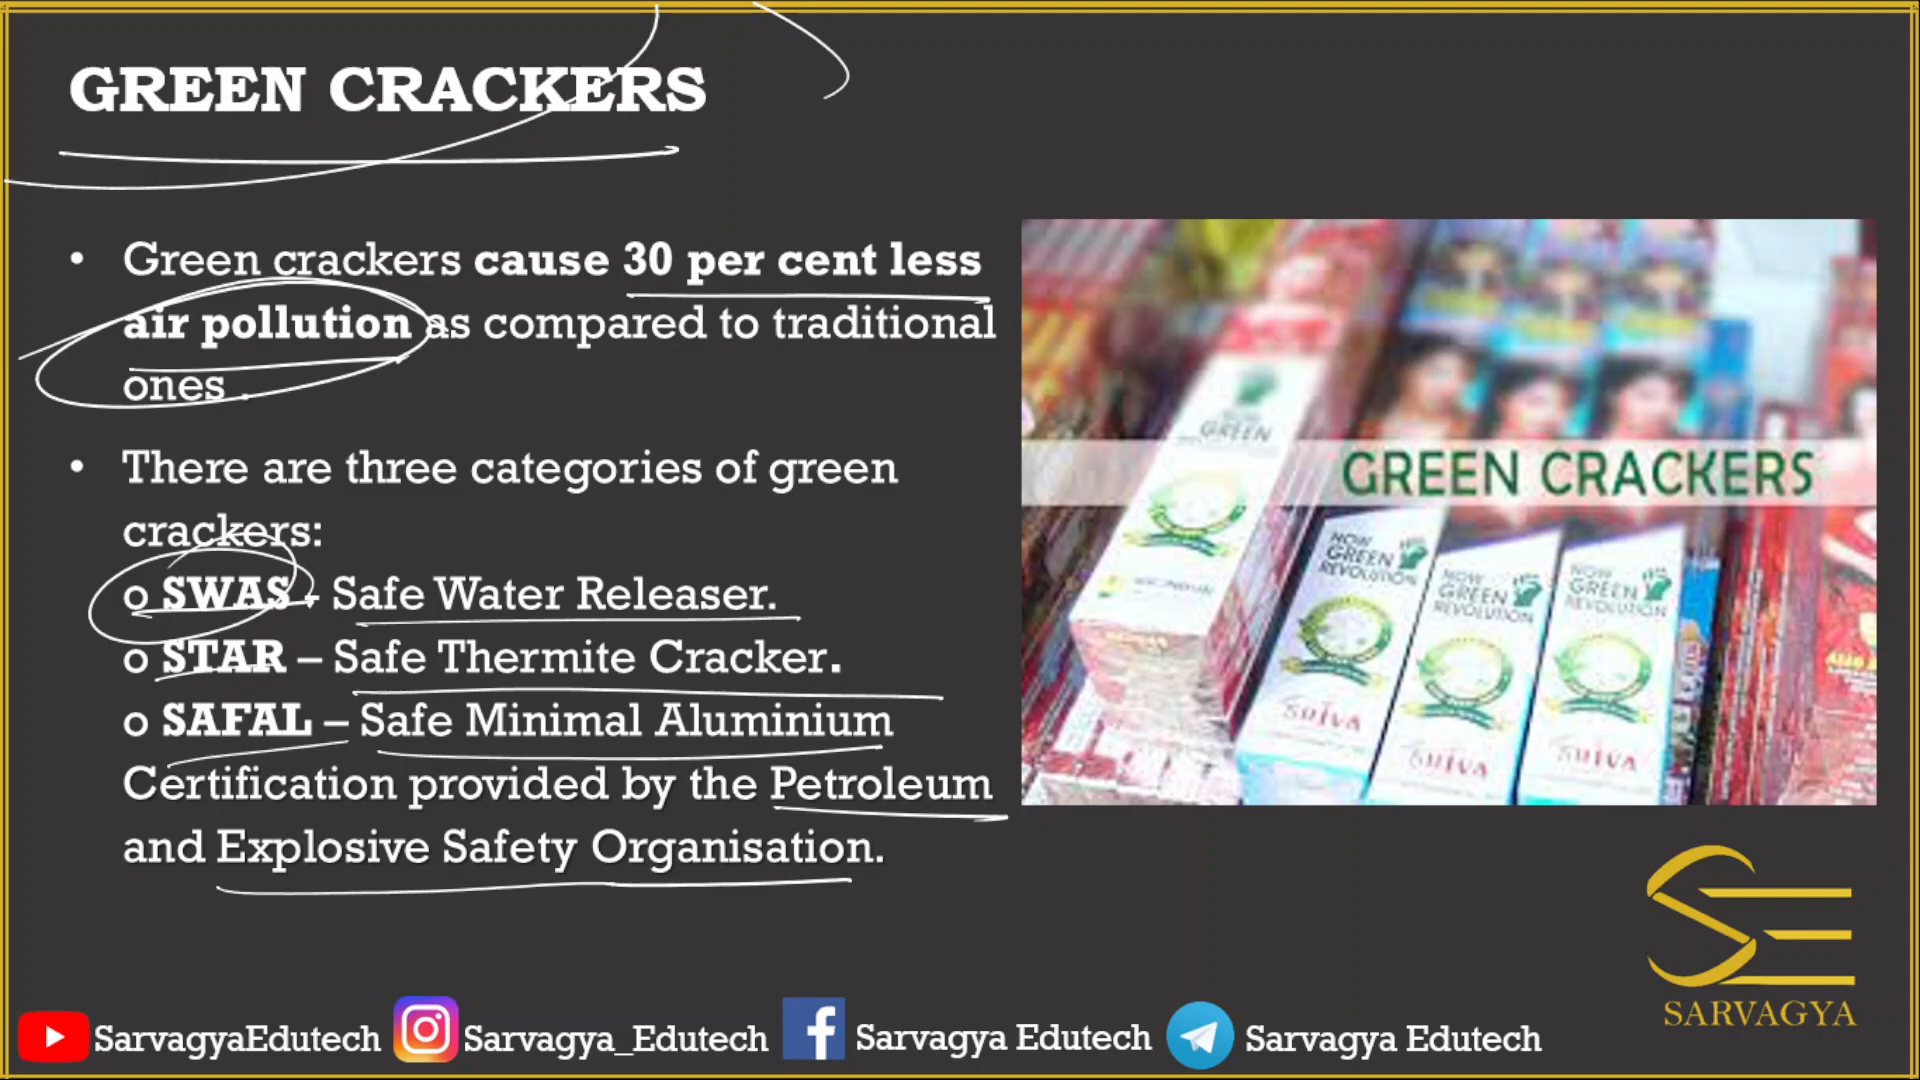 GREEN CRACKERS
• Green crackers cause 30 per cent less
air pollution as compared to traditional
ones .
• There are three categories of green
crackers:
o SWAS - Safe Water Releaser.
o STAR – Safe Thermite Cracker.
o SAFAL – Safe Minimal Aluminium
Certification provided by the Petroleum
and Explosive Safety Organisation.
GREEN
GREEN CRACKERS
NOW
GREEN
REVOLUTION
NOW
GREEN
REVOLUTION
NOW
GREEN
REVOLUTION
SARVAGYA
SarvagyaEdutech Sarvagya_Edutech Sarvagya Edutech Sarvagya Edutech